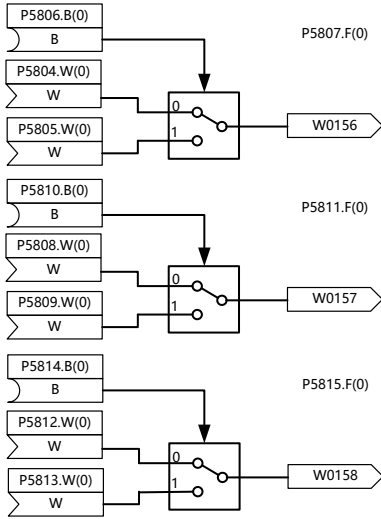 P5806.B(0)
B
P5807.F(0)
P5804.W(0)
W
0
P5805.W(0)
1
W
W0156
P5810.B(0)
B
P5811.F(0)
P5808.W(0)
W
0
P5809.W(0)
1
W
W0157
P5814.B(0)
B
P5815.F(0)
P5812.W(0)
W
0
P5813.W(0)
1
W
W0158